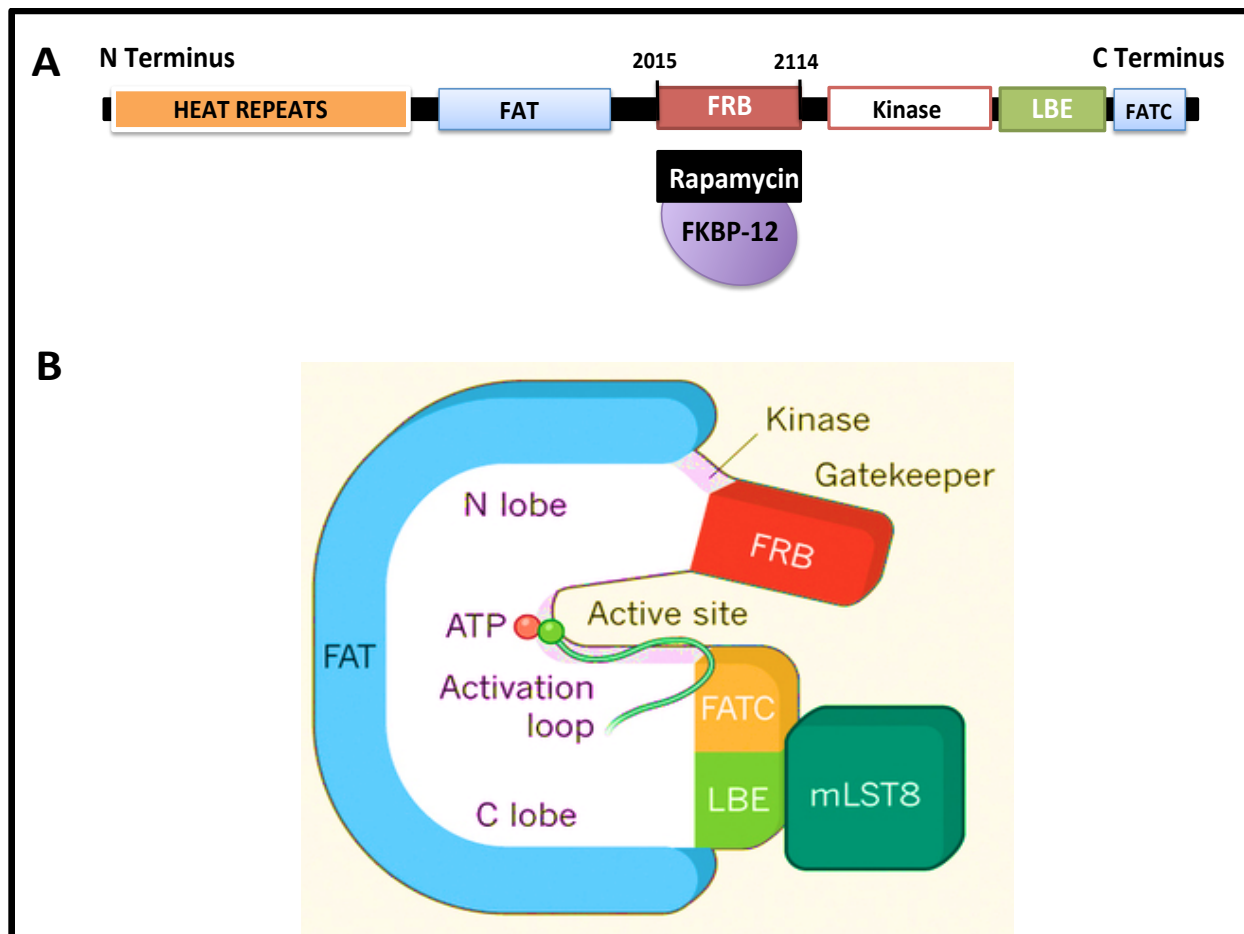 A
N Terminus
2015
2114
C Terminus
HEAT REPEATS
FAT
FRB
Kinase
LBE
FATC
Rapamycin
FKBP-12
B
Kinase
Gatekeeper
N lobe
FRB
Active site
ATP
FAT
Activation
loop
FATC
LBE
mLST8
C lobe